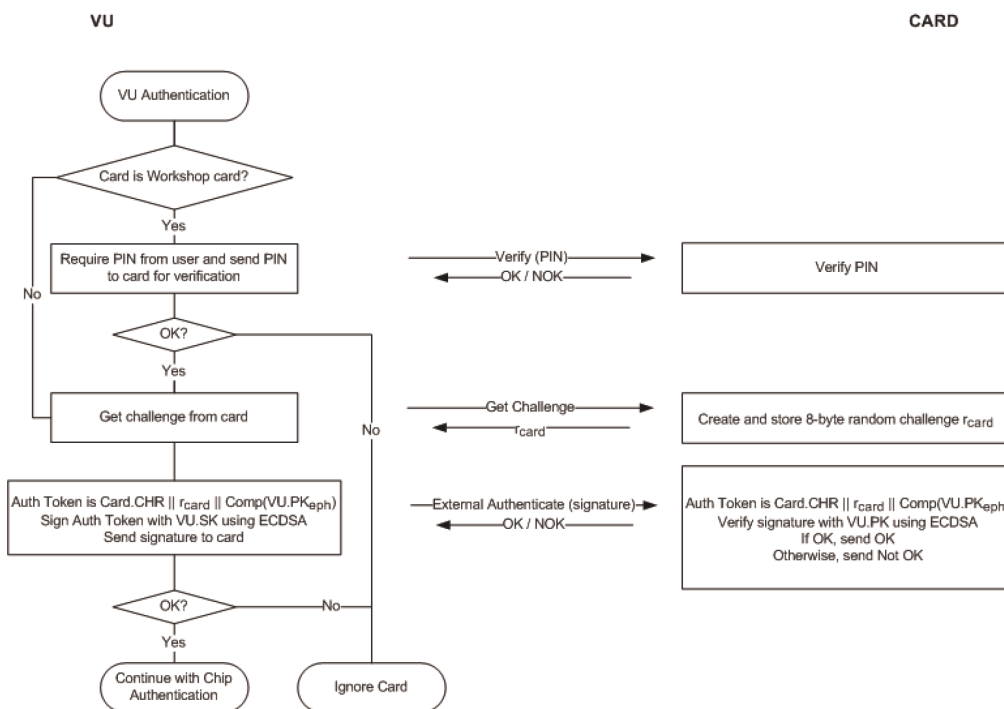 VU
CARD
VU Authentication
Card is Workshop card?
Yes
Require PIN from user and send PIN
to card for verification
Verify (PIN)
OK / NOK
Verify PIN
No
OK?
Yes
Get challenge from card
No
Get Challenge
rcard
Create and store 8-byte random challenge rcard
Auth Token is Card.CHR || rcard || Comp(VU.PKeph)
Sign Auth Token with VU.SK using ECDSA
Send signature to card
External Authenticate (signature)
OK / NOK
Auth Token is Card.CHR || rcard || Comp(VU.PKeph
Verify signature with VU.PK using ECDSA
If OK, send OK
Otherwise, send Not OK
OK?
No
Yes
Continue with Chip
Authentication
Ignore Card